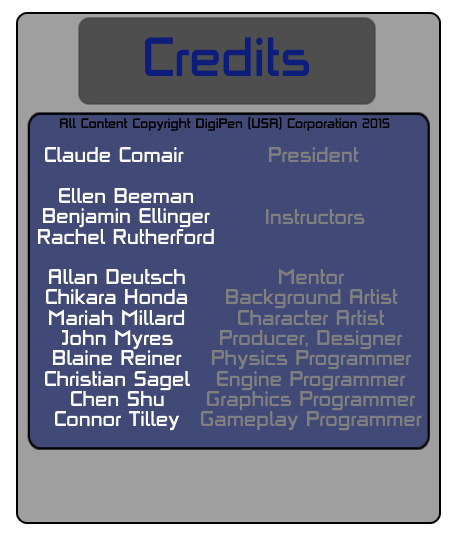 Credits
All Content Copyright DigiPen (USA) Corporation 2015
Claude Comair President
Ellen Beeman
Benjamin Ellinger Instructors
Rachel Rutherford
Allan Deutsch Mentor
Chikara Honda Background Artist
Mariah Millard Character Artist
John Myres Producer, Designer
Blaine Reiner Physics Programmer
Christian Sagel Engine Programmer
Chen Shu Graphics Programmer
Connor Tilley Gameplay Programmer